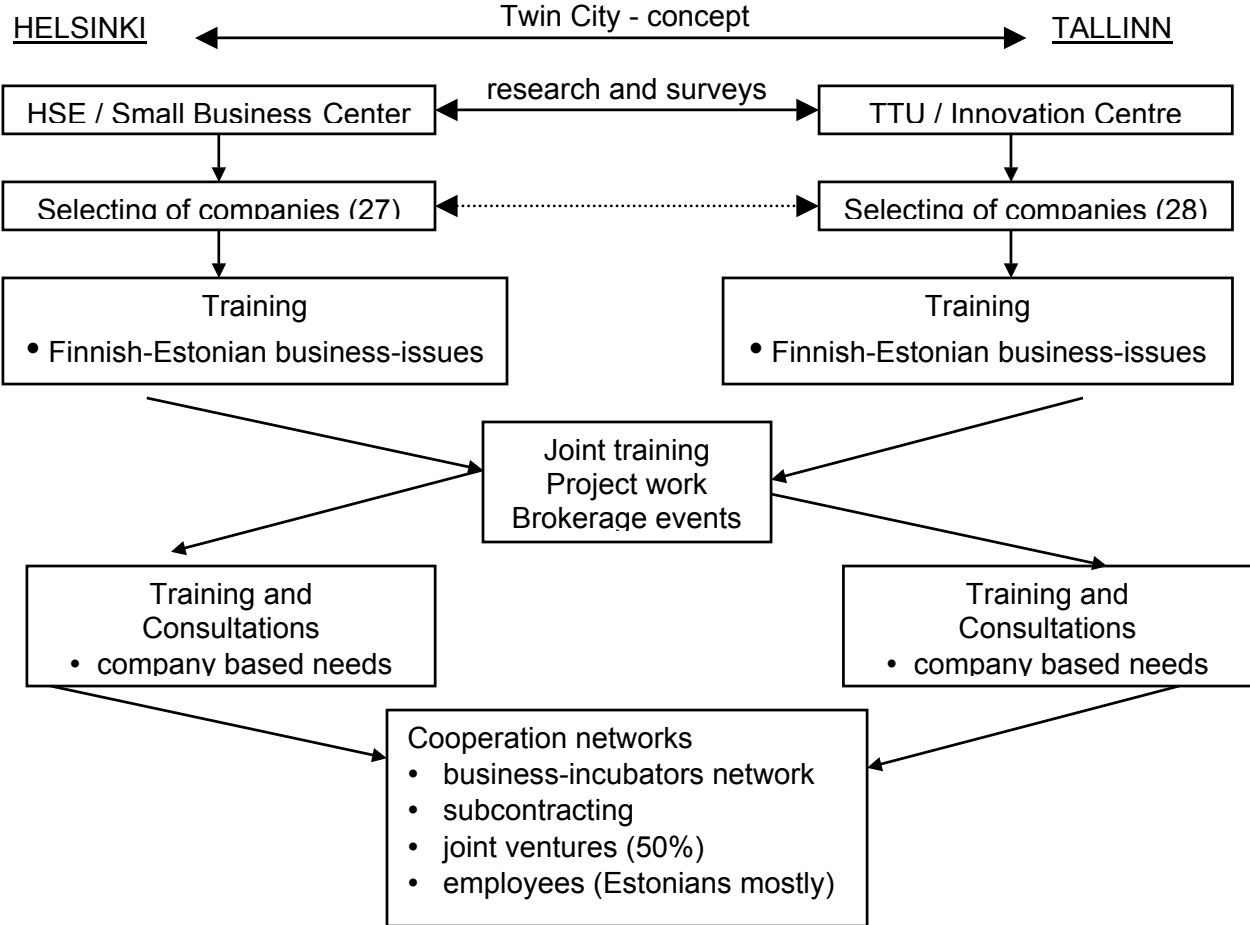 Twin City - concept
HELSINKI
TALLINN
research and surveys
HSE / Small Business Center
TTU / Innovation Centre
Selecting of companies (27)
Selecting of companies (28)
Training
• Finnish-Estonian business-issues
Training
• Finnish-Estonian business-issues
Joint training
Project work
Brokerage events
Training and
Consultations
• company based needs
Training and
Consultations
• company based needs
Cooperation networks
• business-incubators network
• subcontracting
• joint ventures (50%)
• employees (Estonians mostly)